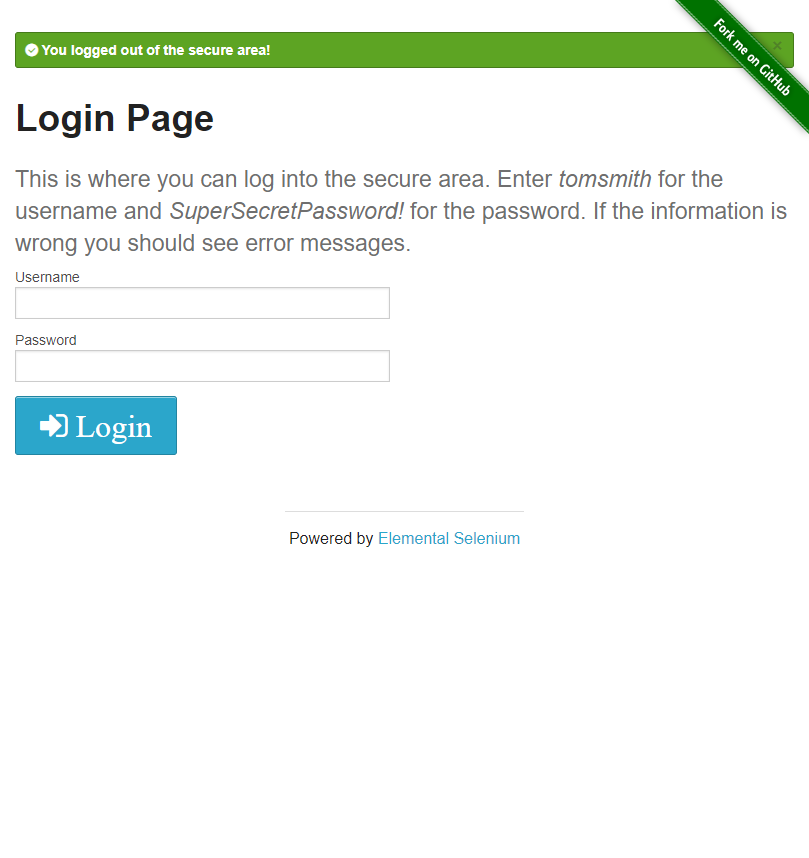 You logged out of the secure area!
×
Fork me on GitHub
Login Page
This is where you can log into the secure area. Enter tomsmith for the
username and SuperSecretPassword! for the password. If the information is
wrong you should see error messages.
Username
Password
Login
Powered by Elemental Selenium